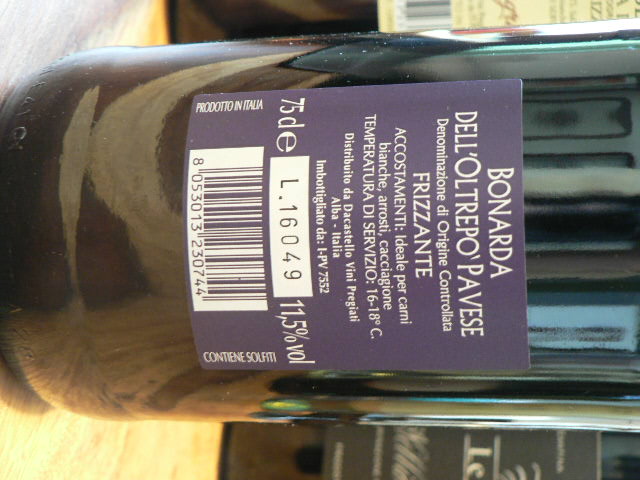 BONARDA
DELL'OLTREPO' PAVESE
Denominazione di Origine Controllata
FRIZZANTE
ACCOSTAMENTI: ideale per carni
bianche, arrosti, cacciagione
TEMPERATURA DI SERVIZIO: 16-18° C.
Distribuito da Dacastello Vini Pregiati
Alba - Italia
Imbottigliato da: I-PV 7552
75cl e L.16049 11,5% vol
8 053013 230744
PRODOTTO IN ITALIA
CONTIENE SOLFITI
Le